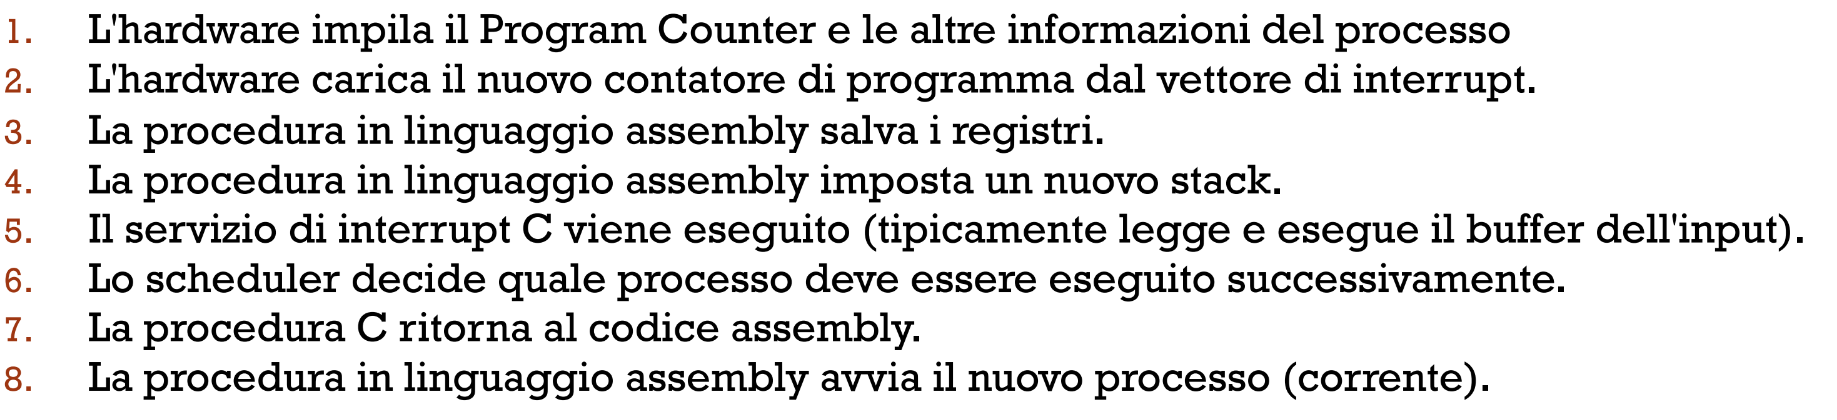 1. L'hardware impila il Program Counter e le altre informazioni del processo
2. L'hardware carica il nuovo contatore di programma dal vettore di interrupt.
3. La procedura in linguaggio assembly salva i registri.
4. La procedura in linguaggio assembly imposta un nuovo stack.
5. Il servizio di interrupt C viene eseguito (tipicamente legge e esegue il buffer dell'input).
6. Lo scheduler decide quale processo deve essere eseguito successivamente.
7. La procedura C ritorna al codice assembly.
8. La procedura in linguaggio assembly avvia il nuovo processo (corrente).